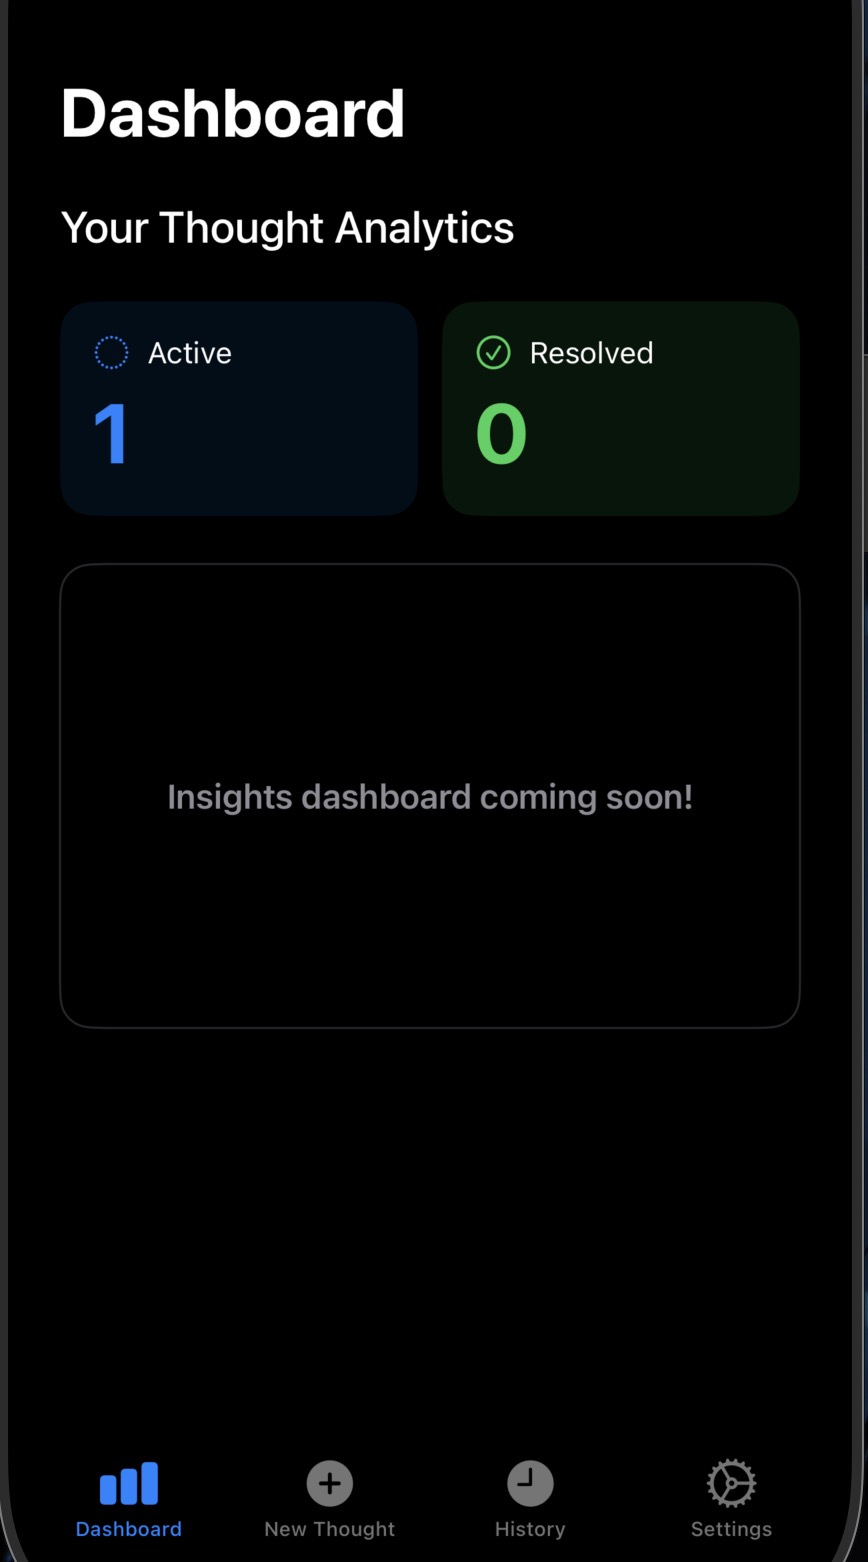 Dashboard
Your Thought Analytics
Active
Resolved
1
0
Insights dashboard coming soon!
Dashboard
New Thought
History
Settings